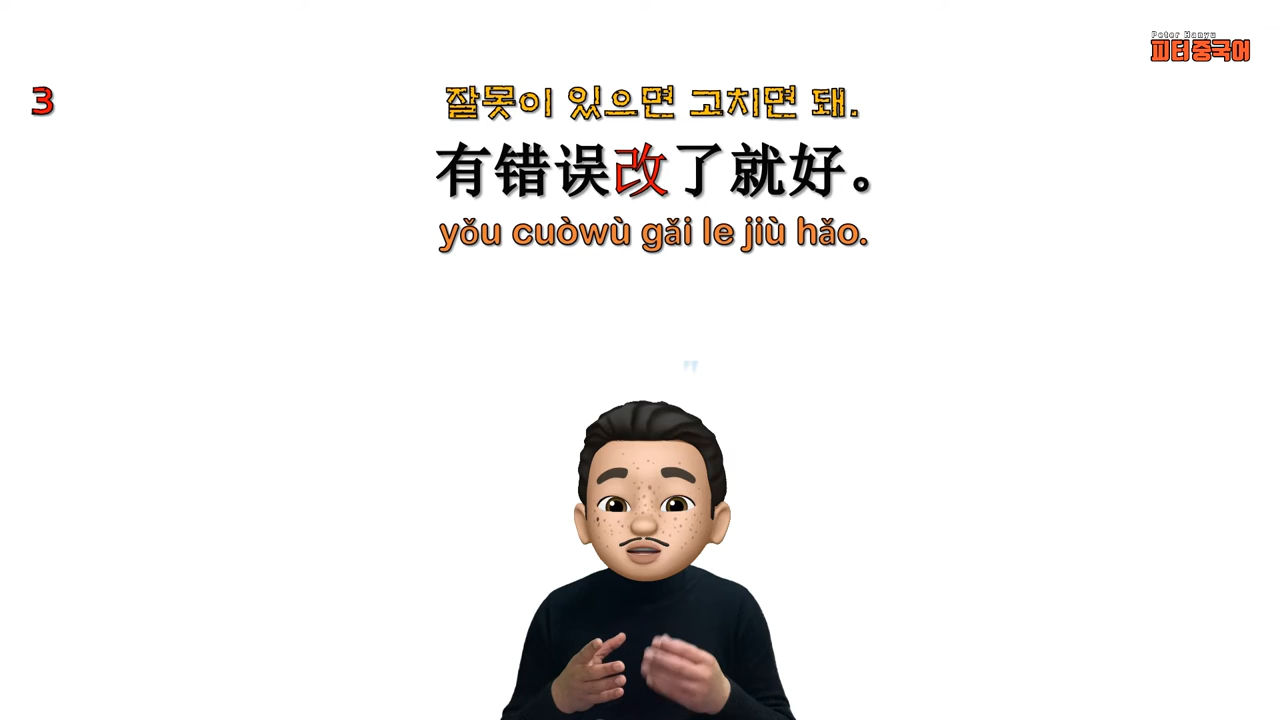 Peter Hanyu
피터중국어
3
잘못이 있으면 고치면 돼.
有错误改了就好。
yǒu cuòwù gǎi le jiù hǎo.